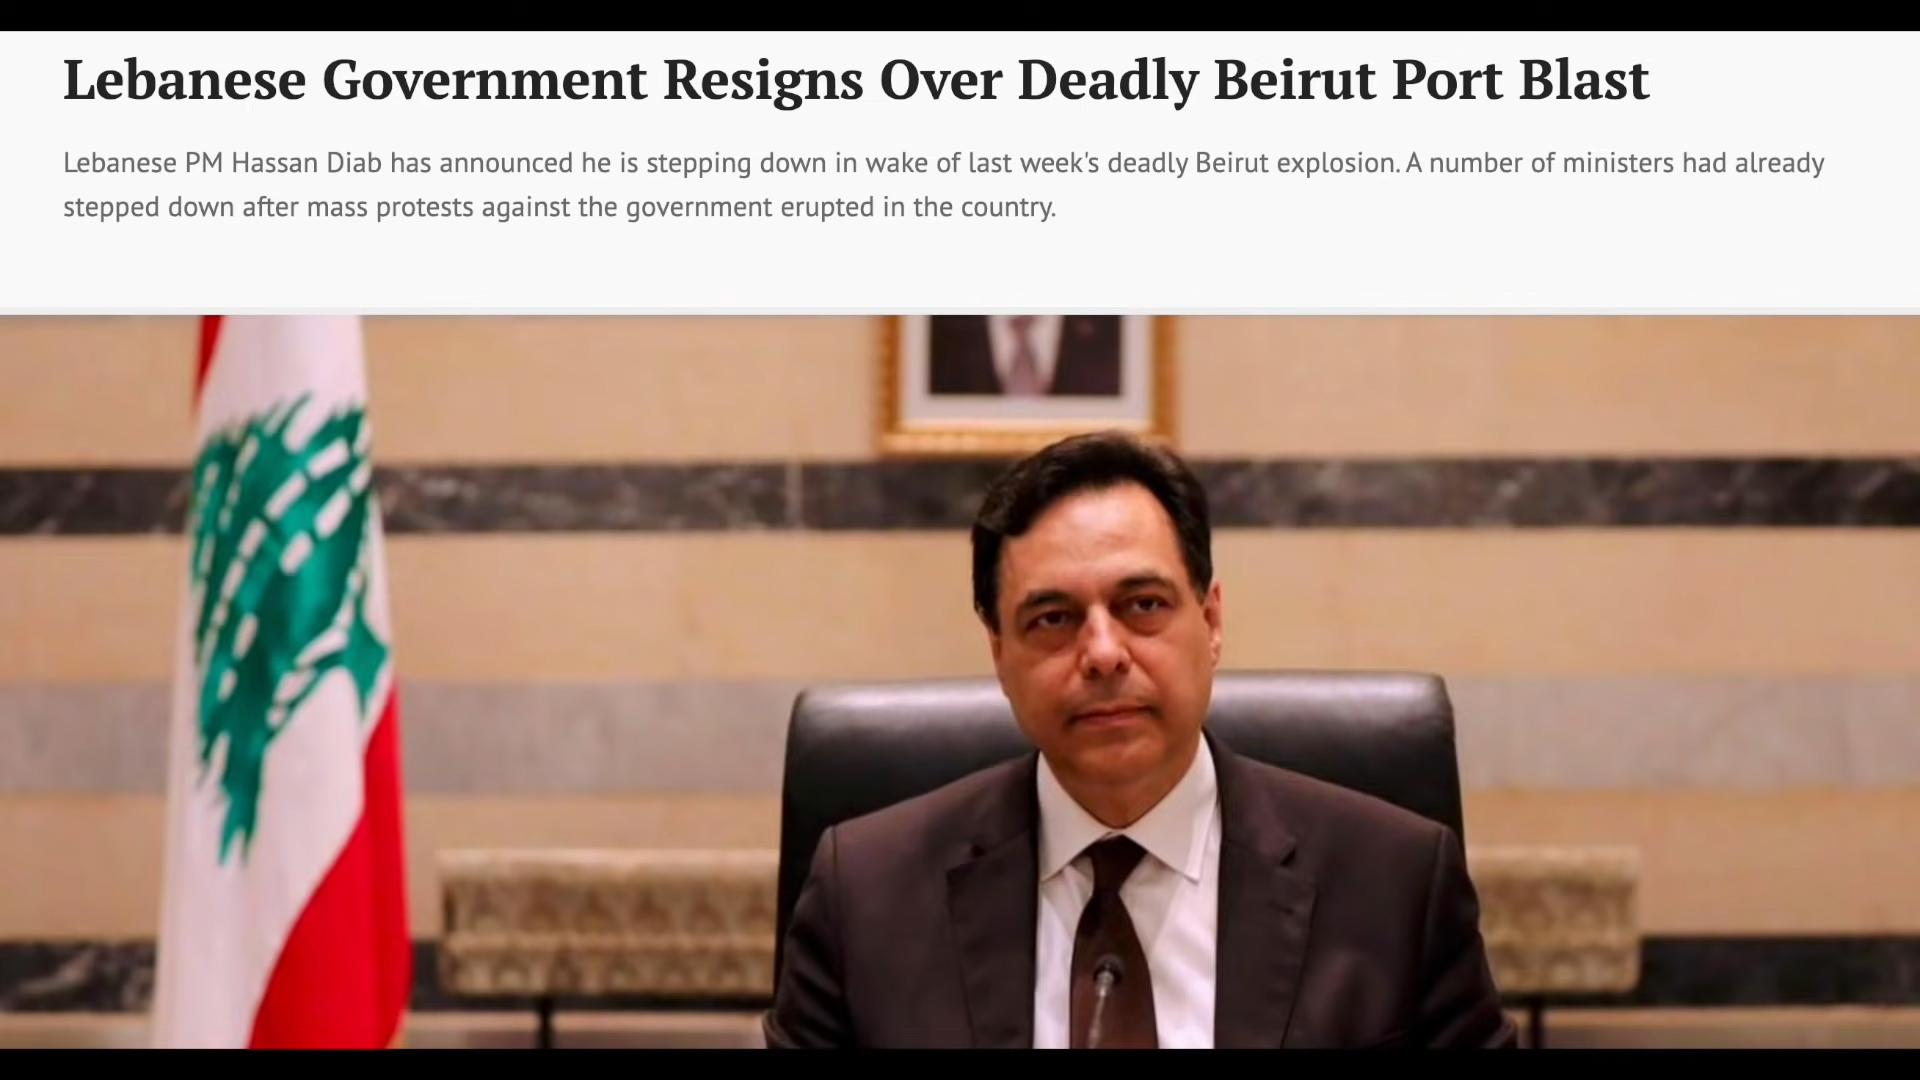 Lebanese Government Resigns Over Deadly Beirut Port Blast
Lebanese PM Hassan Diab has announced he is stepping down in wake of last week's deadly Beirut explosion. A number of ministers had already
stepped down after mass protests against the government erupted in the country.